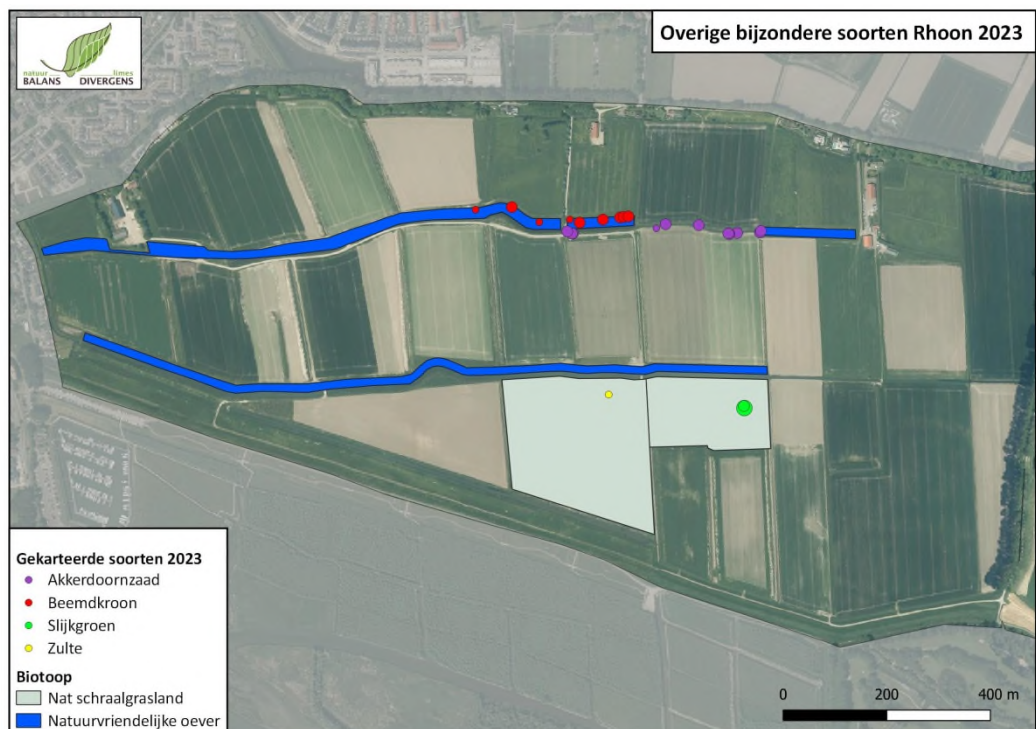 natuur limes
BALANS DIVERGENS
Overige bijzondere soorten Rhoon 2023
Gekarteerde soorten 2023
Akkerdoornzaad
Beemdkroon
Slijkgroen
Zulte
Biotoop
Nat schraalgrasland
Natuurvriendelijke oever
0 200 400 m